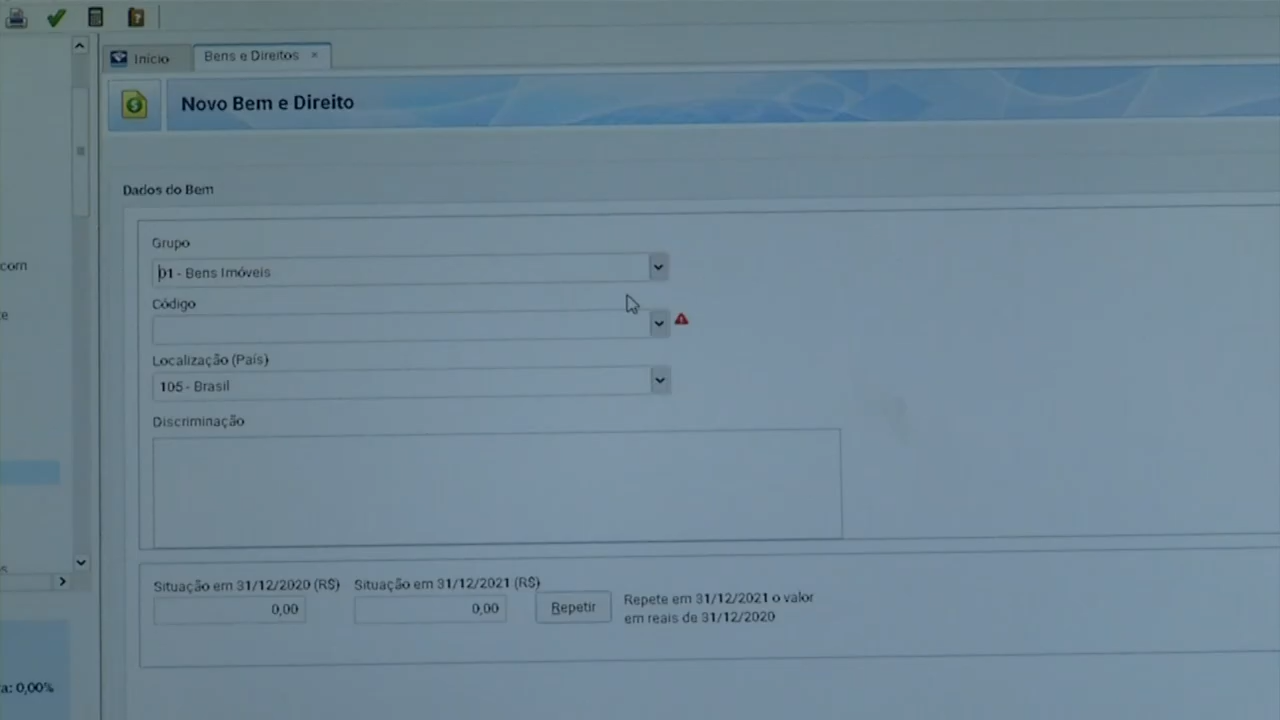 Início
Bens e Direitos ×
Novo Bem e Direito
Dados do Bem
Grupo
01 - Bens Imóveis
Código
Localização (País)
105 - Brasil
Discriminação
Situação em 31/12/2020 (R$)
Situação em 31/12/2021 (R$)
0,00
0,00
Repetir
Repete em 31/12/2021 o valor
em reais de 31/12/2020
com
e
a: 0,00%